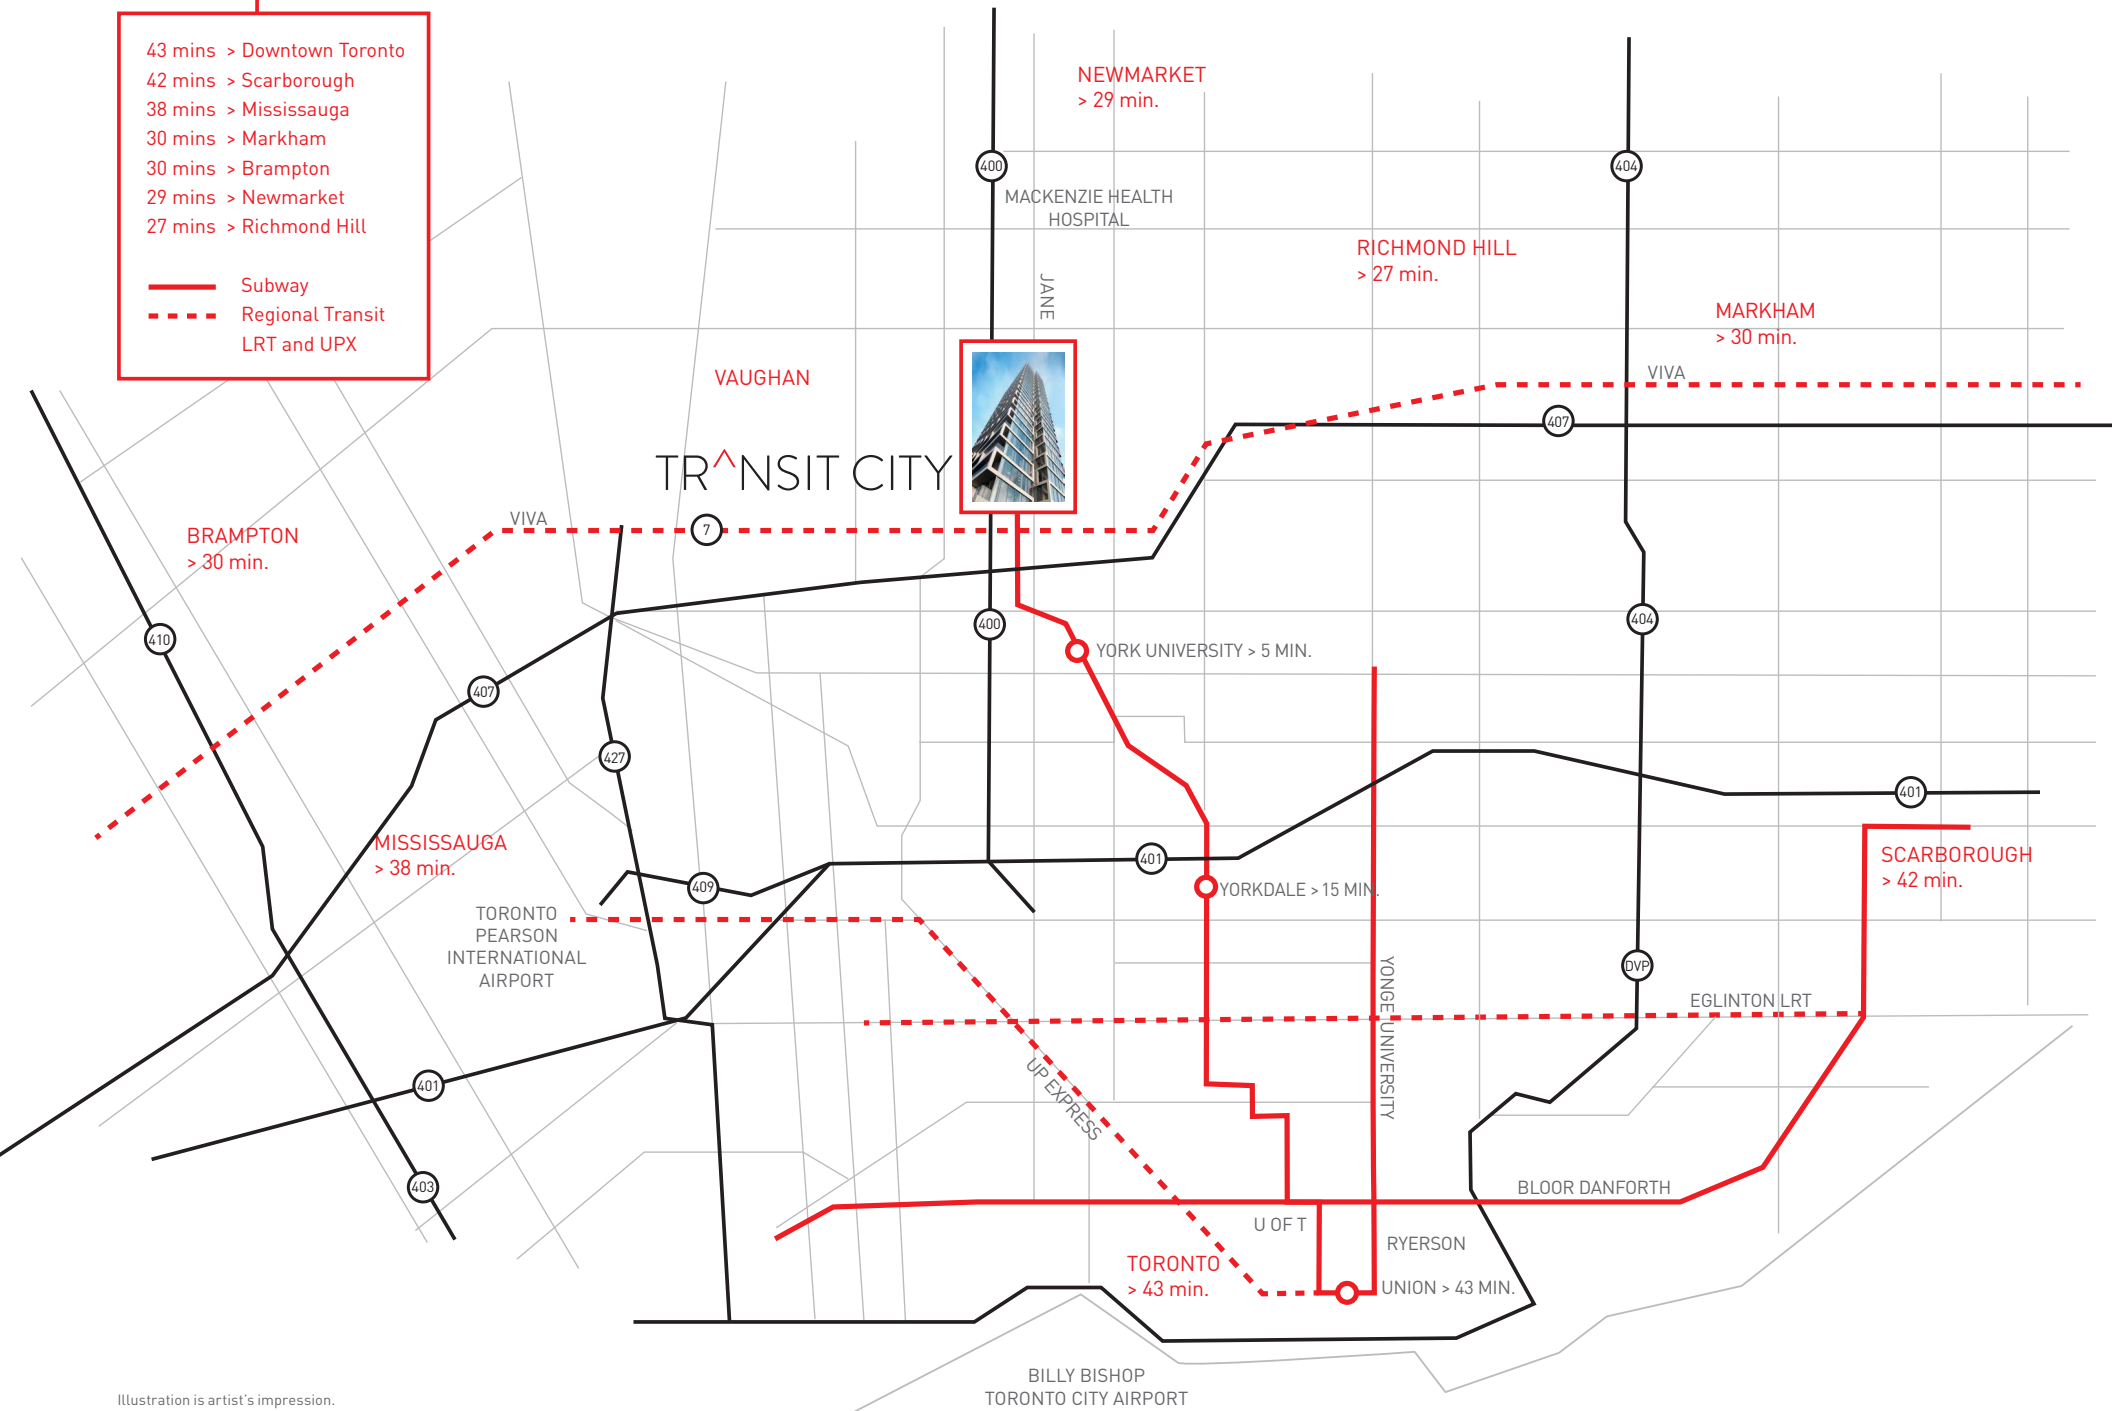 43 mins > Downtown Toronto
42 mins > Scarborough
38 mins > Mississauga
30 mins > Markham
30 mins > Brampton
29 mins > Newmarket
27 mins > Richmond Hill
Subway
Regional Transit
LRT and UPX
NEWMARKET
> 29 min.
400
404
MACKENZIE HEALTH
HOSPITAL
RICHMOND HILL
> 27 min.
JANE
MARKHAM
> 30 min.
VAUGHAN
VIVA
407
TR^NSIT CITY
VIVA
7
BRAMPTON
> 30 min.
410
400
404
YORK UNIVERSITY > 5 MIN.
407
427
401
MISSISSAUGA
> 38 min.
401
409
YORKDALE > 15 MIN.
SCARBOROUGH
> 42 min.
TORONTO
PEARSON
INTERNATIONAL
AIRPORT
DVP
YONGE UNIVERSITY
EGLINTON LRT
UP EXPRESS
401
403
BLOOR DANFORTH
U OF T
RYERSON
TORONTO
> 43 min.
UNION > 43 MIN.
BILLY BISHOP
TORONTO CITY AIRPORT
Illustration is artist's impression.